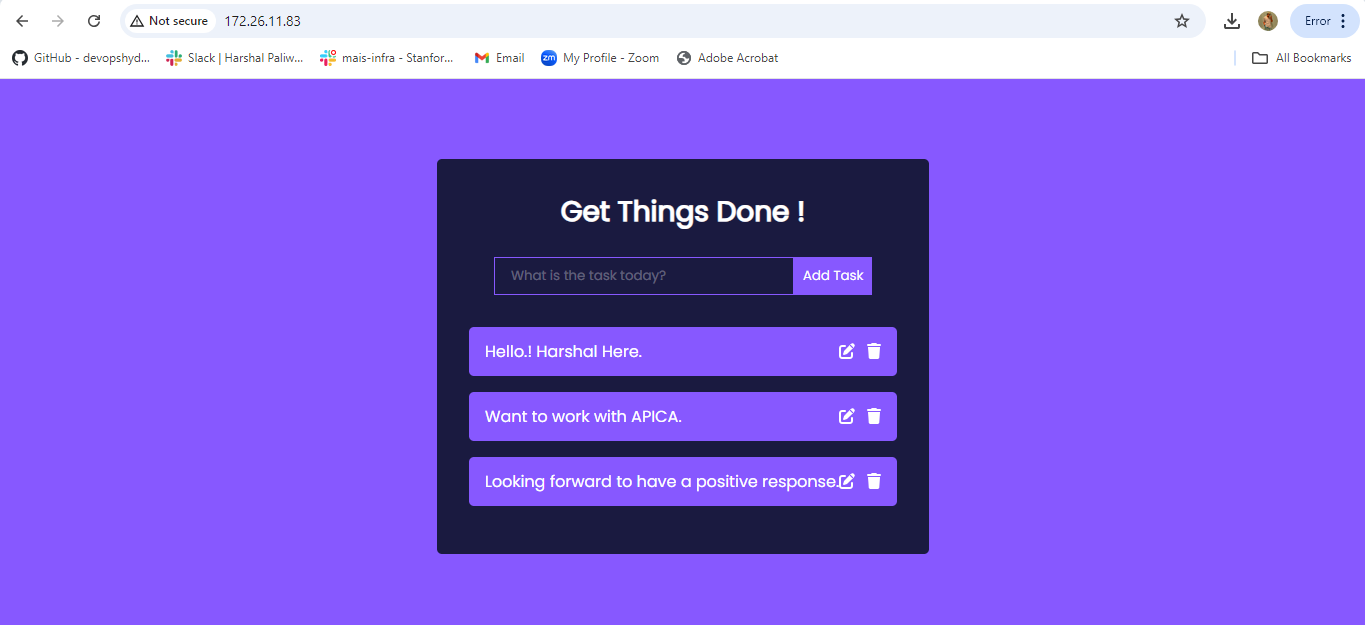 Not secure 172.26.11.83 Error
GitHub - devopshyd... Slack | Harshal Paliw... mais-infra - Stanfor... Email My Profile - Zoom Adobe Acrobat All Bookmarks
Get Things Done !
What is the task today? Add Task
Hello.! Harshal Here.
Want to work with APICA.
Looking forward to have a positive response.